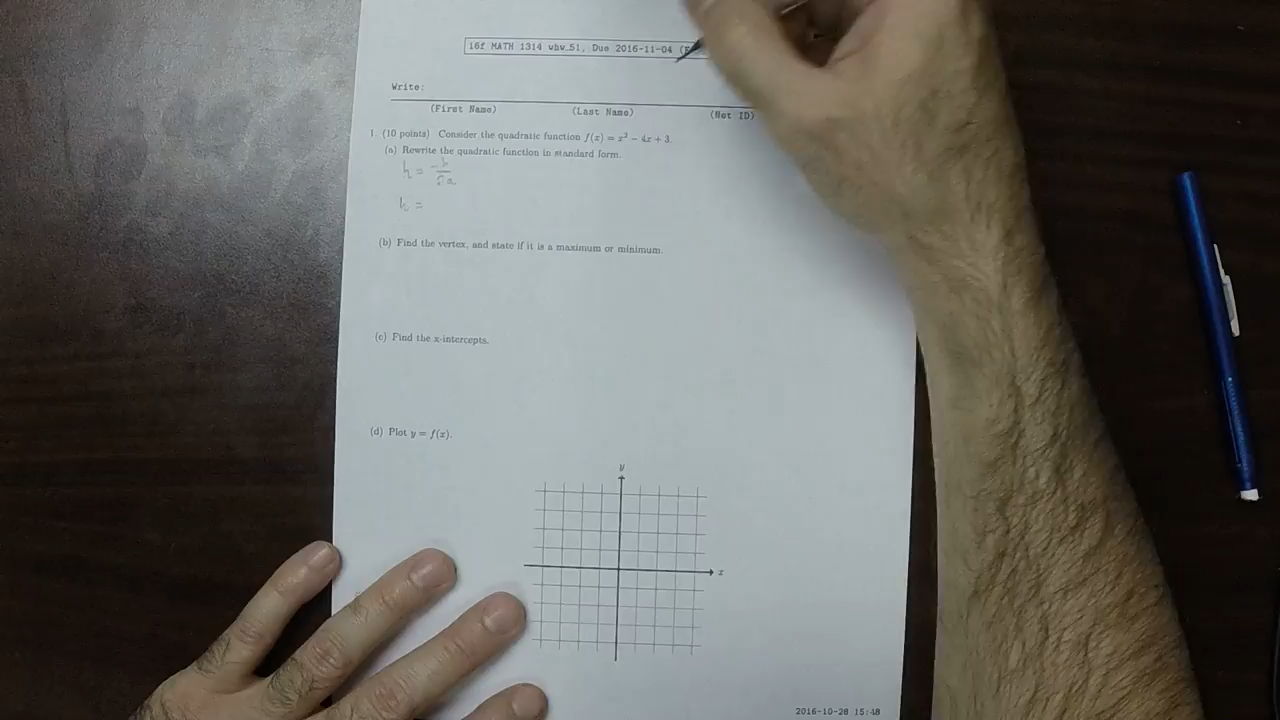 16f MATH 1314 whw_51, Due 2016-11-04
Write:
(First Name) (Last Name) (Net ID)
1. (10 points) Consider the quadratic function f(x) = x² − 4x + 3.
(a) Rewrite the quadratic function in standard form.
h = -b/2a
k =
(b) Find the vertex, and state if it is a maximum or minimum.
(c) Find the x-intercepts.
(d) Plot y = f(x).
y
x
2016-10-28 15:48